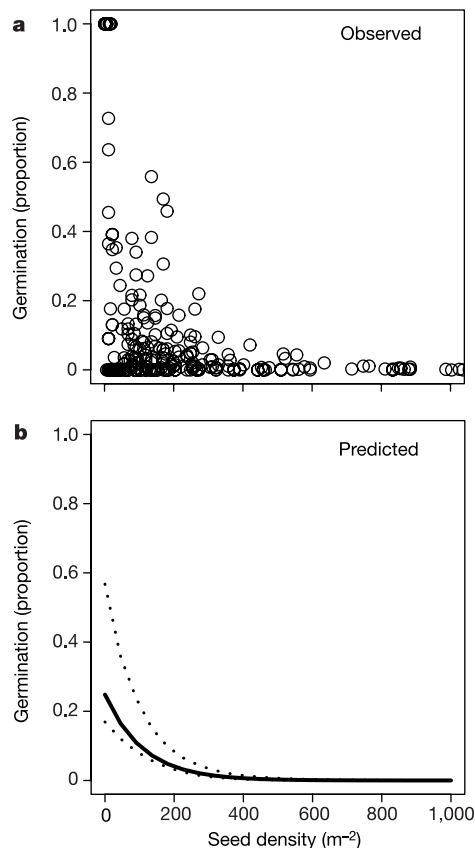 a
Observed
1.0
0.8
0.6
0.4
0.2
0
Germination (proportion)
b
Predicted
1.0
0.8
0.6
0.4
0.2
0
Germination (proportion)
0 200 400 600 800 1,000
Seed density (m⁻²)